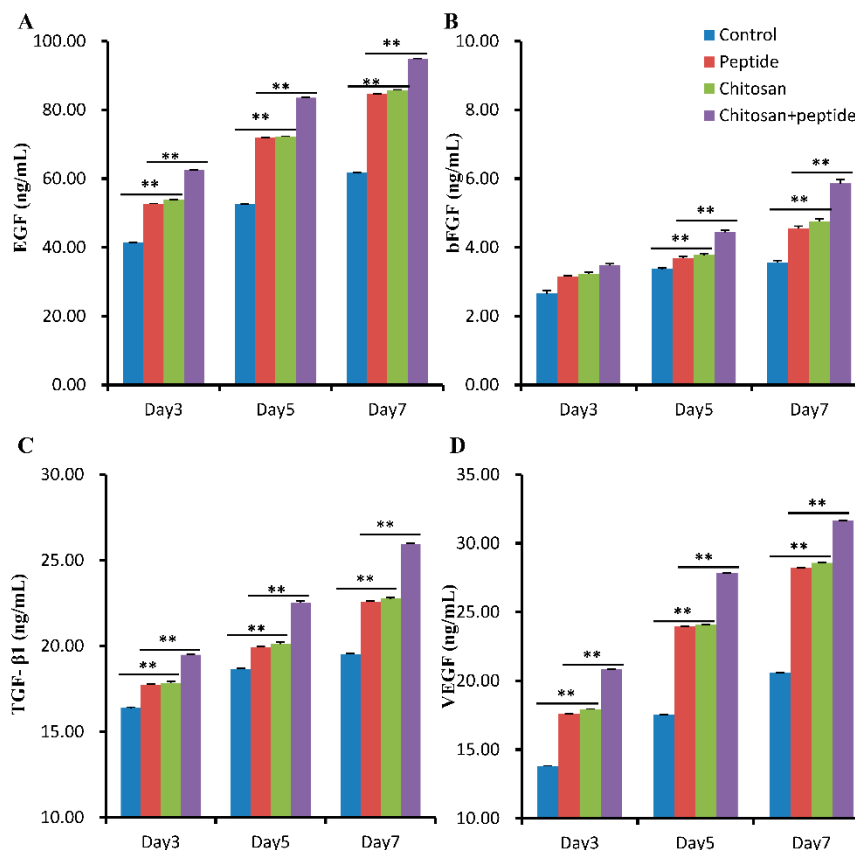 A
EGF (ng/mL)
100.00
80.00
60.00
40.00
20.00
0.00
**
**
**
**
**
**
Day3
Day5
Day7
B
bFGF (ng/mL)
10.00
8.00
6.00
4.00
2.00
0.00
Control
Peptide
Chitosan
Chitosan+peptide
**
**
**
**
Day3
Day5
Day7
C
TGF- β1 (ng/mL)
30.00
25.00
20.00
15.00
10.00
**
**
**
**
**
**
Day3
Day5
Day7
D
VEGF (ng/mL)
35.00
30.00
25.00
20.00
15.00
10.00
**
**
**
**
**
**
Day3
Day5
Day7